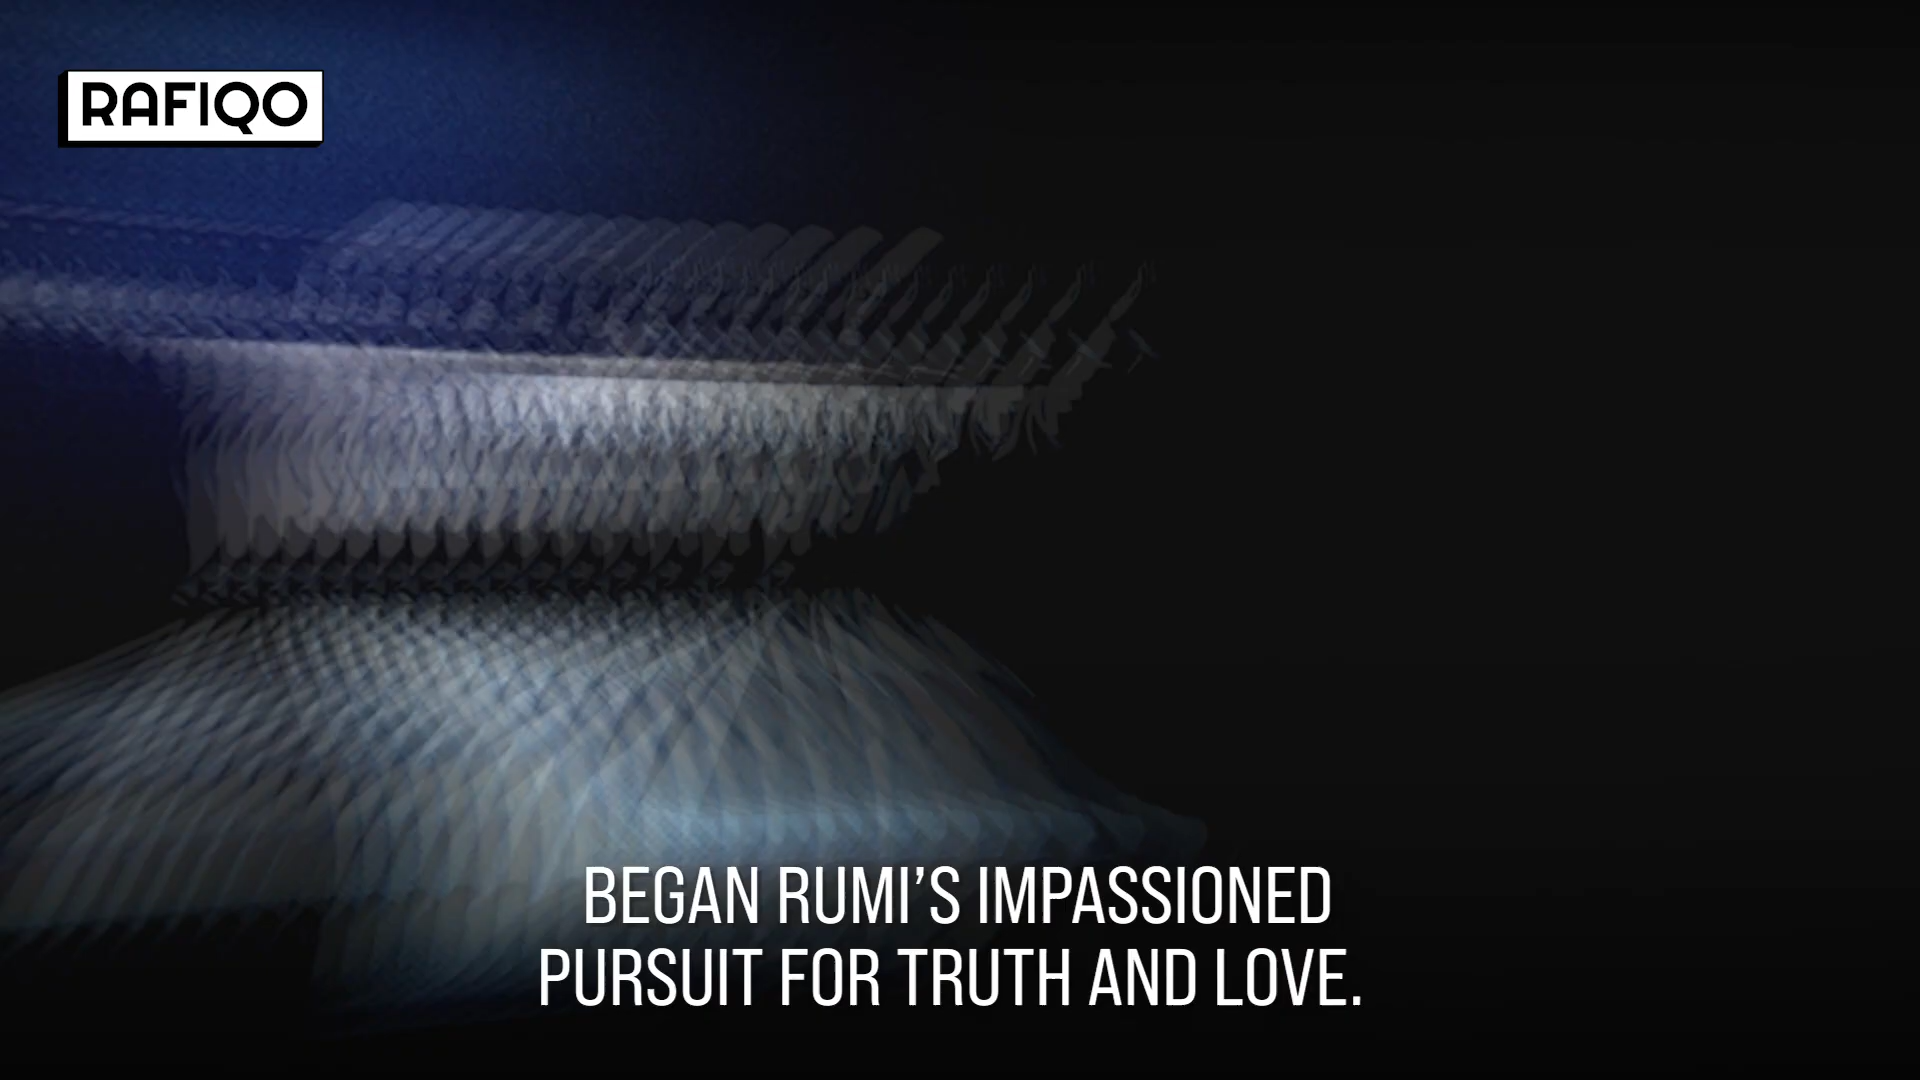 RAFIQO
BEGAN RUMI’S IMPASSIONED
PURSUIT FOR TRUTH AND LOVE.